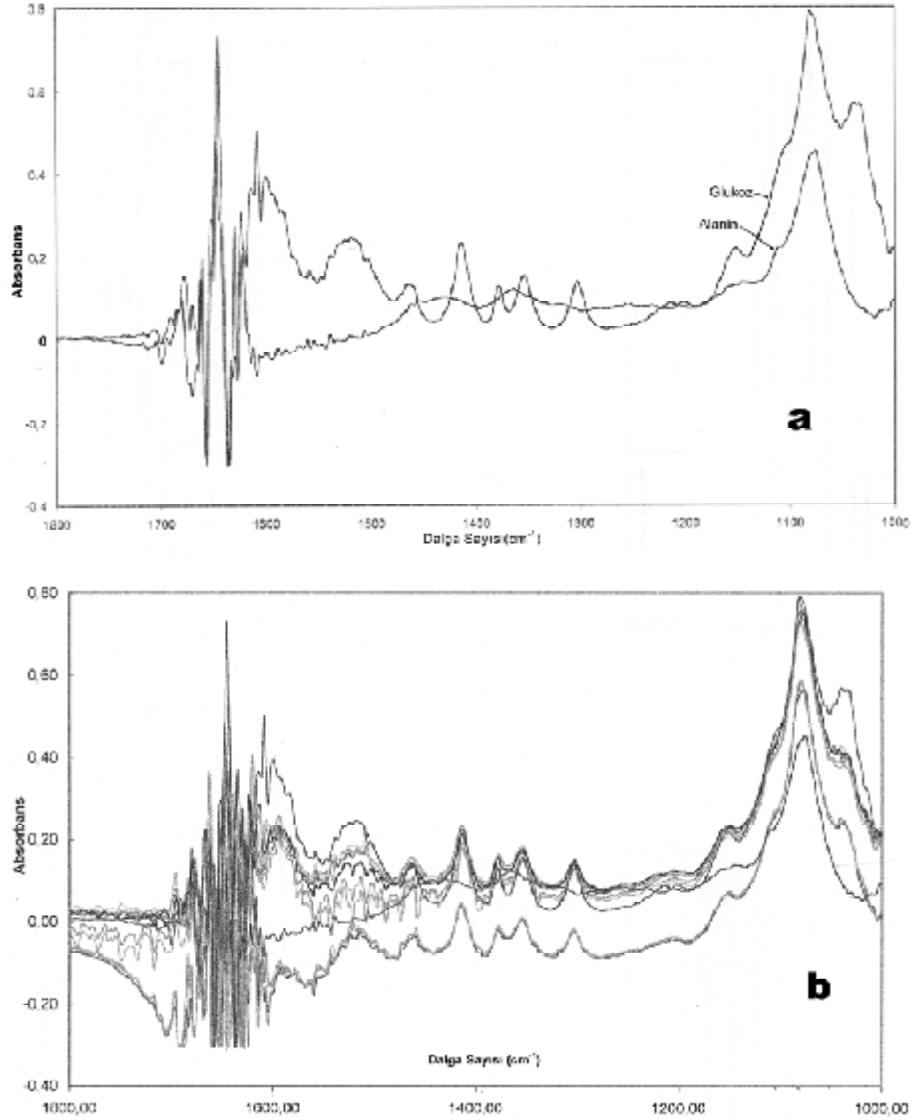 0.8
0.6
0.4
0.2
0
-0.2
-0.4
Absorbans
Glukoz
Alanin
a
1800 1700 1600 1500 1400 1300 1200 1100 1000
Dalga Sayısı (cm⁻¹)
0,80
0,60
0,40
0,20
0,00
-0,20
-0,40
Absorbans
b
Dalga Sayısı (cm⁻¹)
1800,00 1600,00 1400,00 1200,00 1000,00